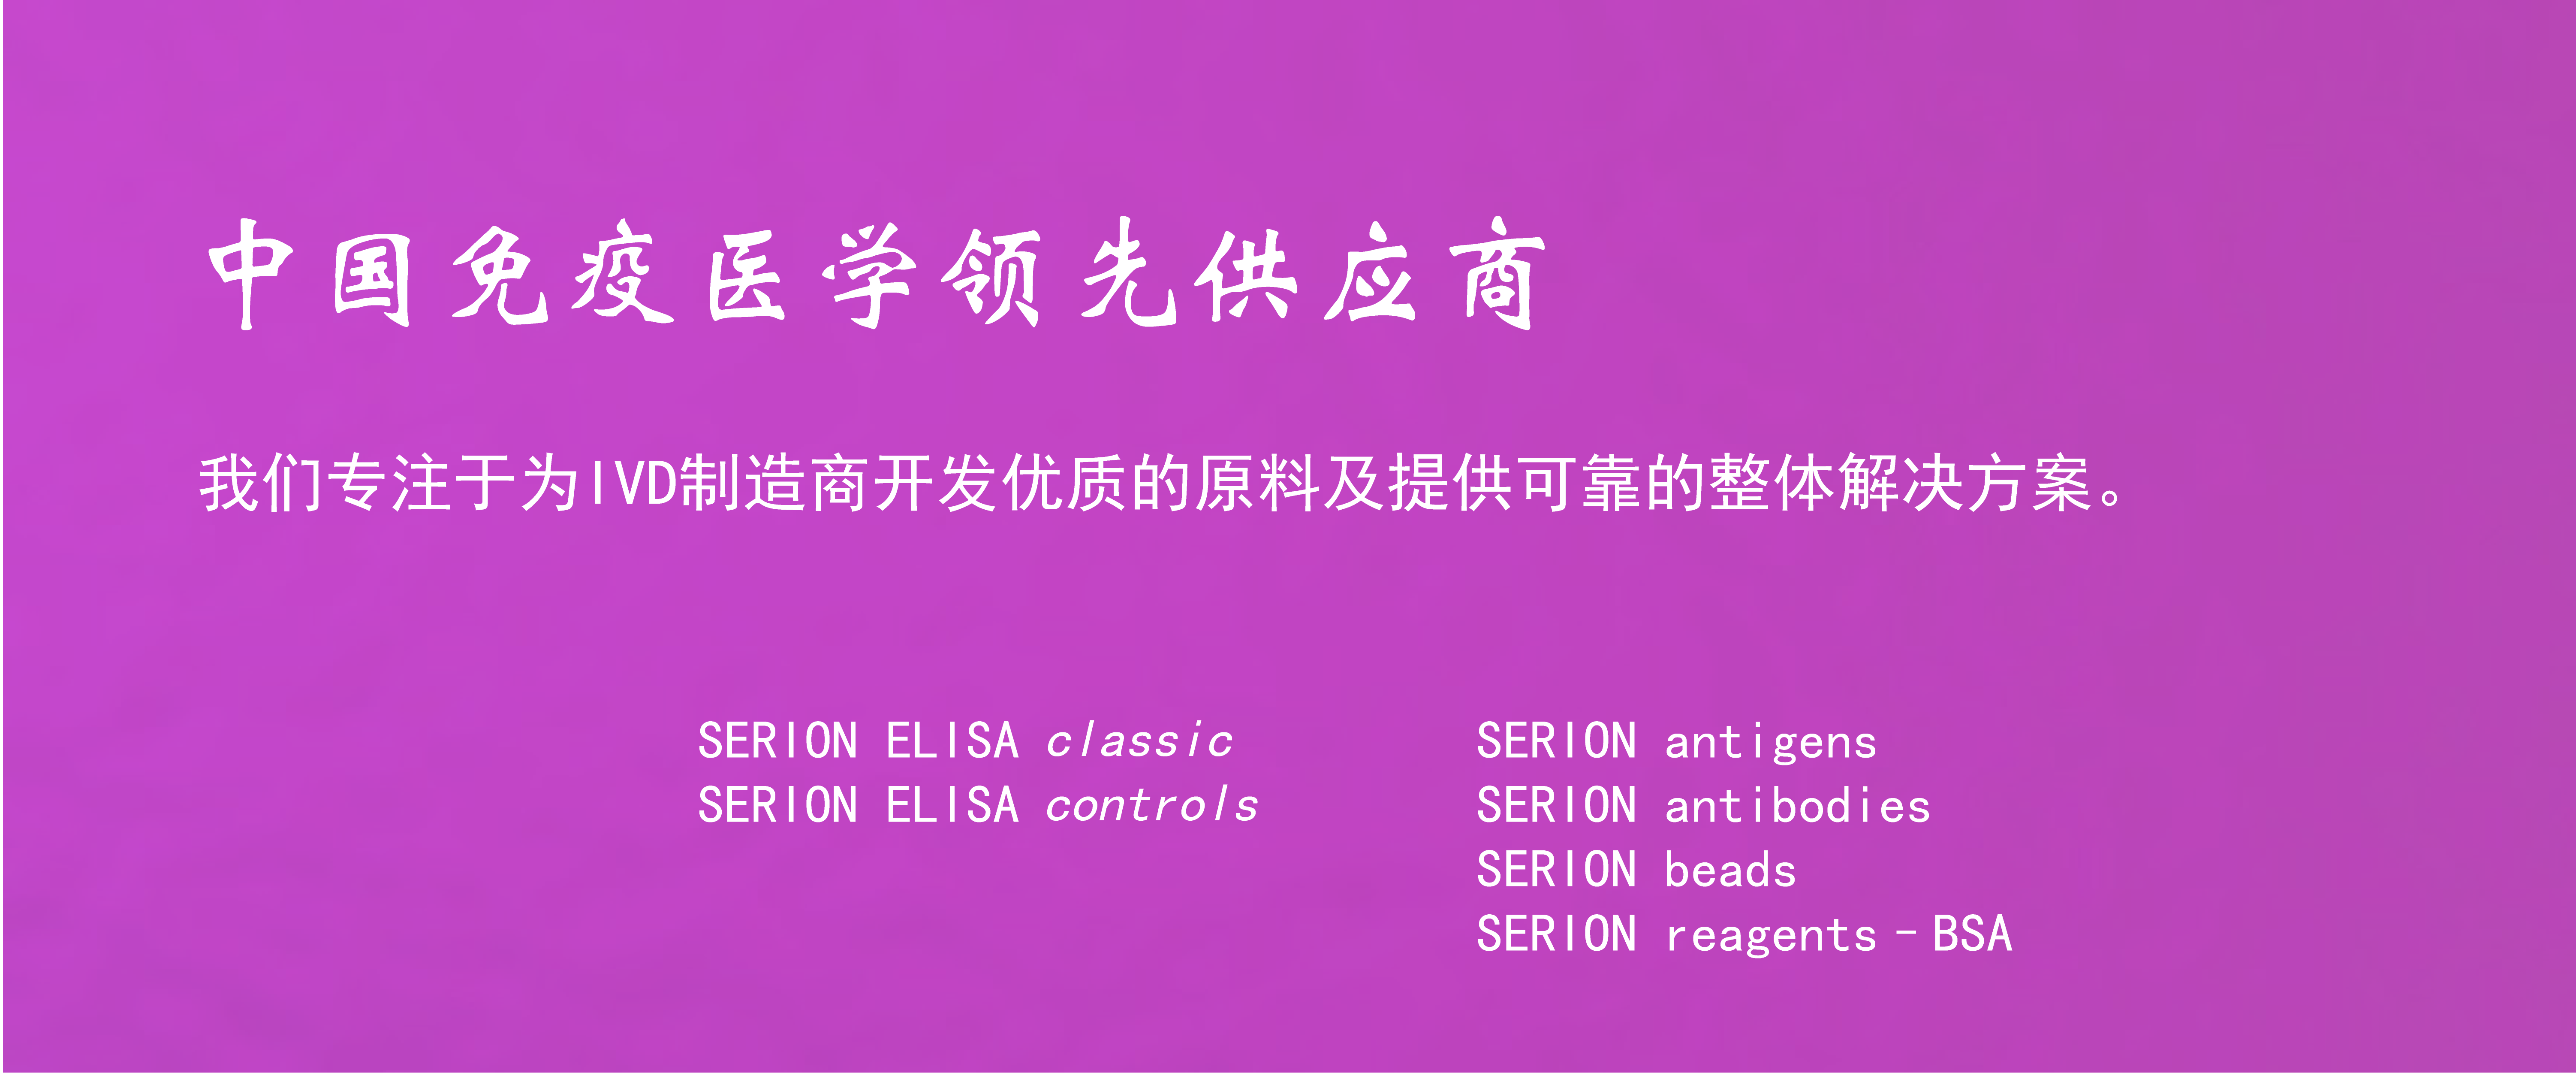 中国免疫医学领先供应商
我们专注于为IVD制造商开发优质的原料及提供可靠的整体解决方案。
SERION ELISA classic
SERION ELISA controls
SERION antigens
SERION antibodies
SERION beads
SERION reagents-BSA